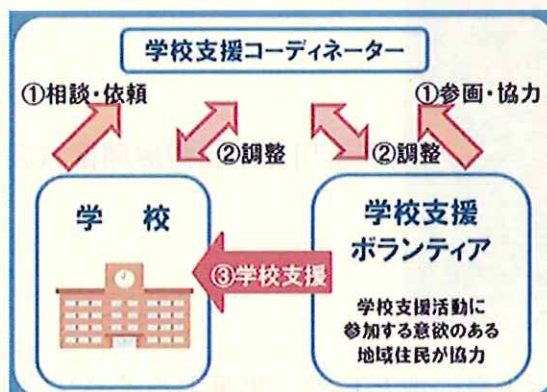 学校支援コーディネーター
①相談・依頼
①参画・協力
②調整
②調整
学校
学校支援
ボランティア
③学校支援
学校支援活動に
参加する意欲のある
地域住民が協力